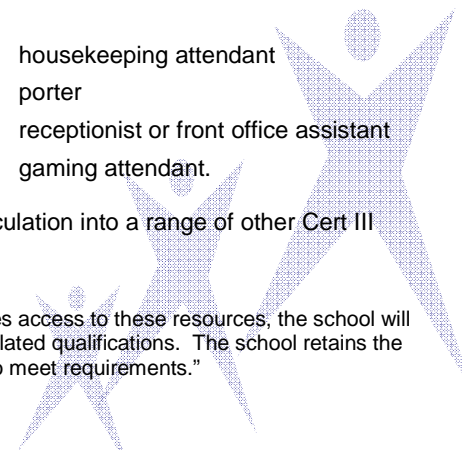 housekeeping attendant
porter
receptionist or front office assistant
gaming attendant.
culation into a range of other Cert III
es access to these resources, the school will
lated qualifications. The school retains the
o meet requirements.”